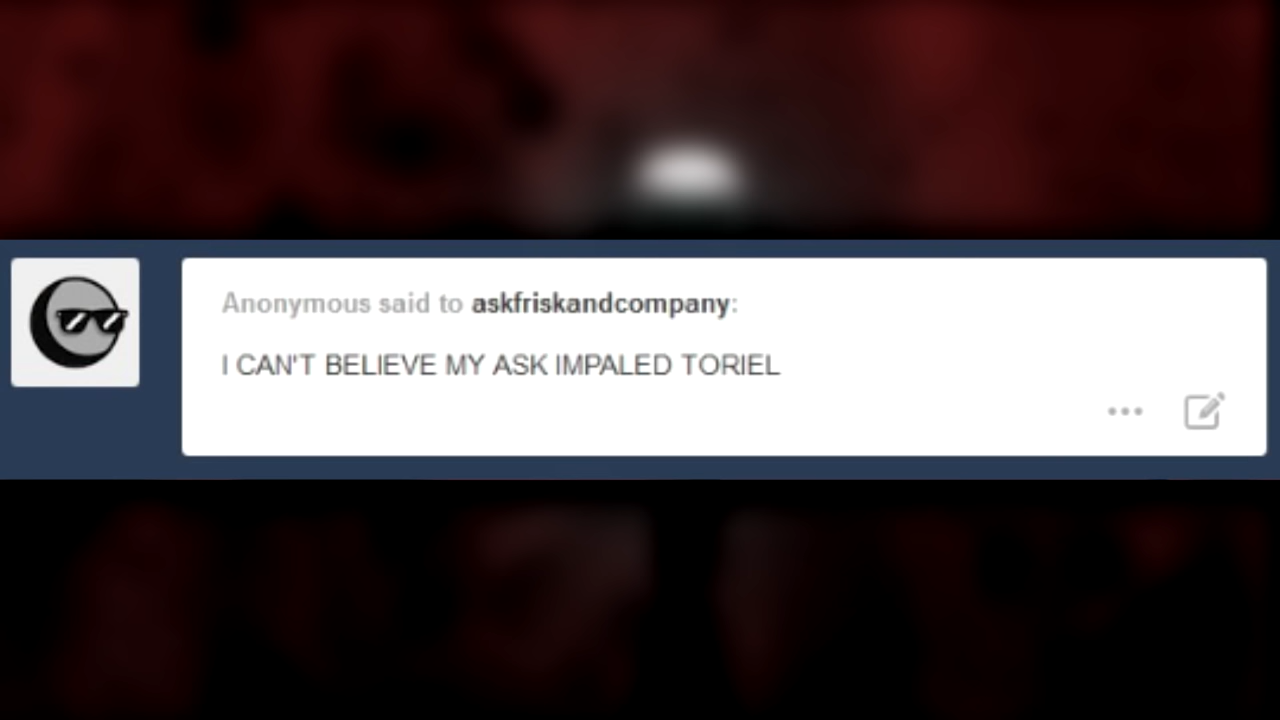 Anonymous said to askfriskandcompany:
I CAN'T BELIEVE MY ASK IMPALED TORIEL